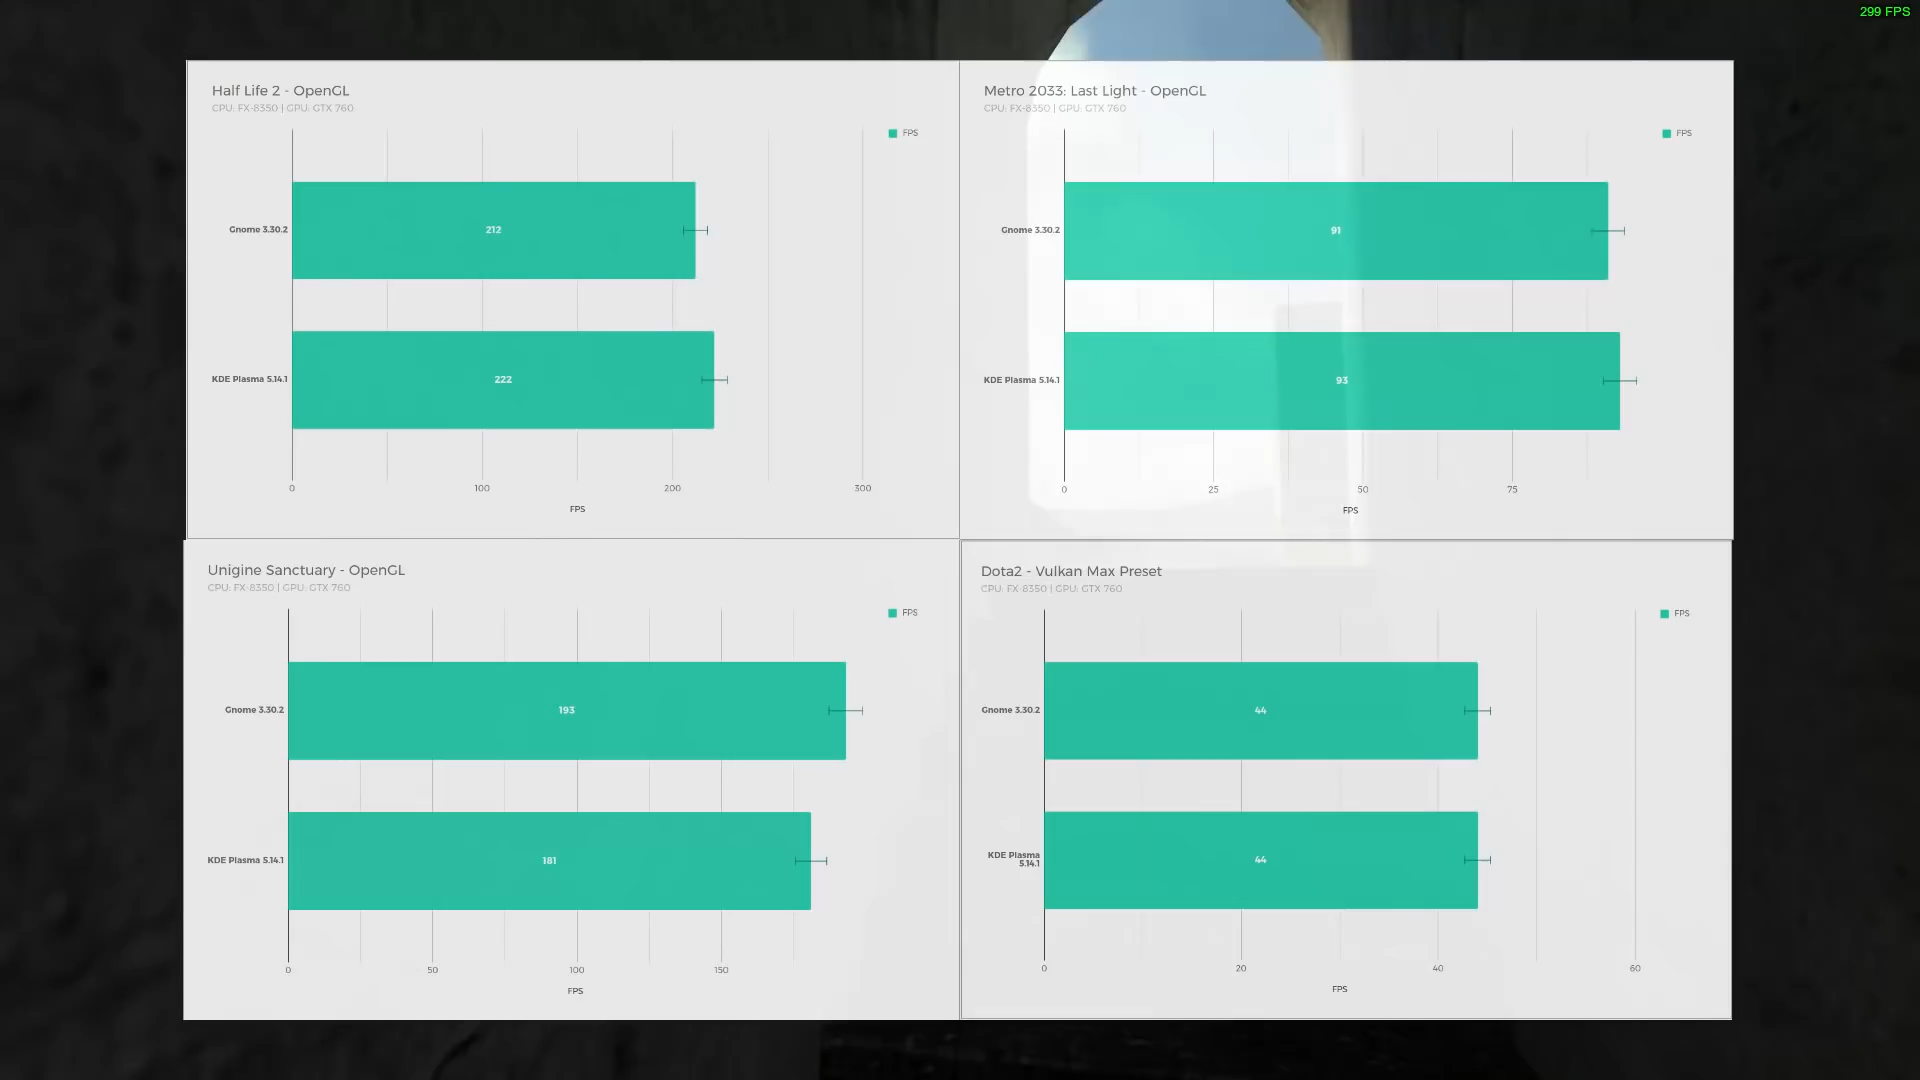 299 FPS
Half Life 2 - OpenGL
CPU: FX-8350 | GPU: GTX 760
FPS
Gnome 3.30.2
212
KDE Plasma 5.14.1
222
0 100 200 300
FPS
Metro 2033: Last Light - OpenGL
CPU: FX-8350 | GPU: GTX 760
FPS
Gnome 3.30.2
91
KDE Plasma 5.14.1
93
0 25 50 75
FPS
Unigine Sanctuary - OpenGL
CPU: FX-8350 | GPU: GTX 760
FPS
Gnome 3.30.2
193
KDE Plasma 5.14.1
181
0 50 100 150
FPS
Dota2 - Vulkan Max Preset
CPU: FX-8350 | GPU: GTX 760
FPS
Gnome 3.30.2
44
KDE Plasma
5.14.1
44
0 20 40 60
FPS